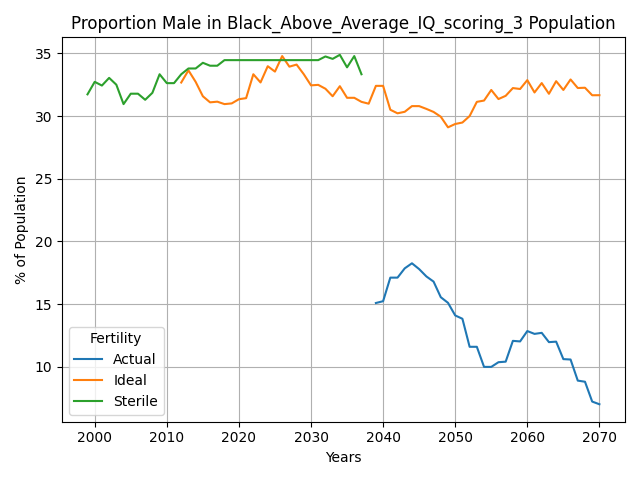 Proportion Male in Black_Above_Average_IQ_scoring_3 Population
% of Population
35
30
25
20
15
10
Fertility
Actual
Ideal
Sterile
2000 2010 2020 2030 2040 2050 2060 2070
Years